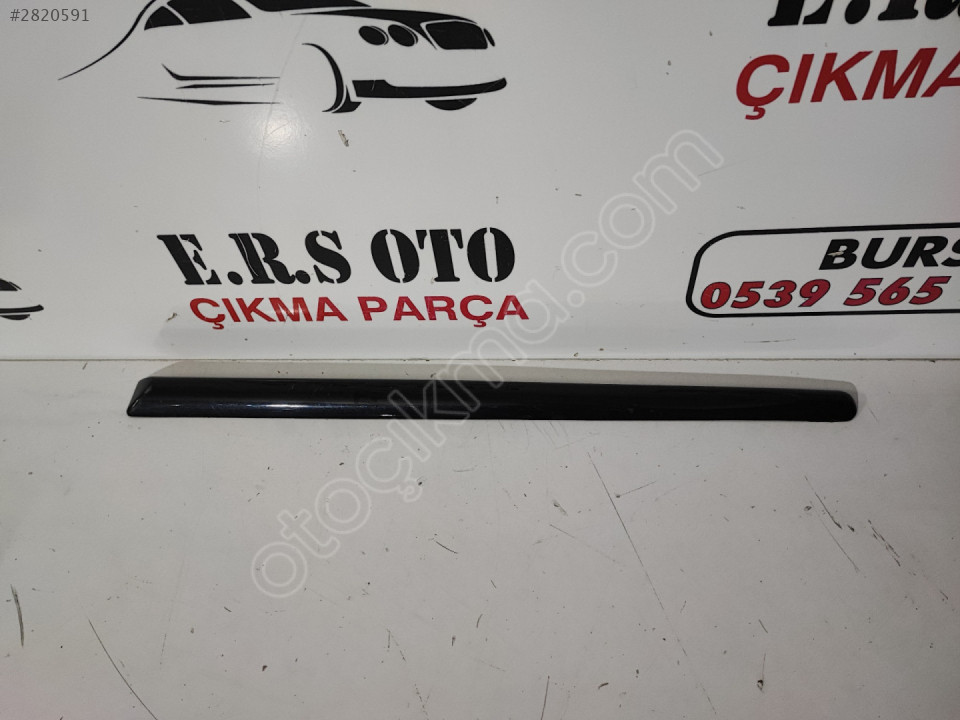 #2820591
ÇIKMA
E.R.S OTO
ÇIKMA PARÇA
BURS
0539 565
otoçıkma.com